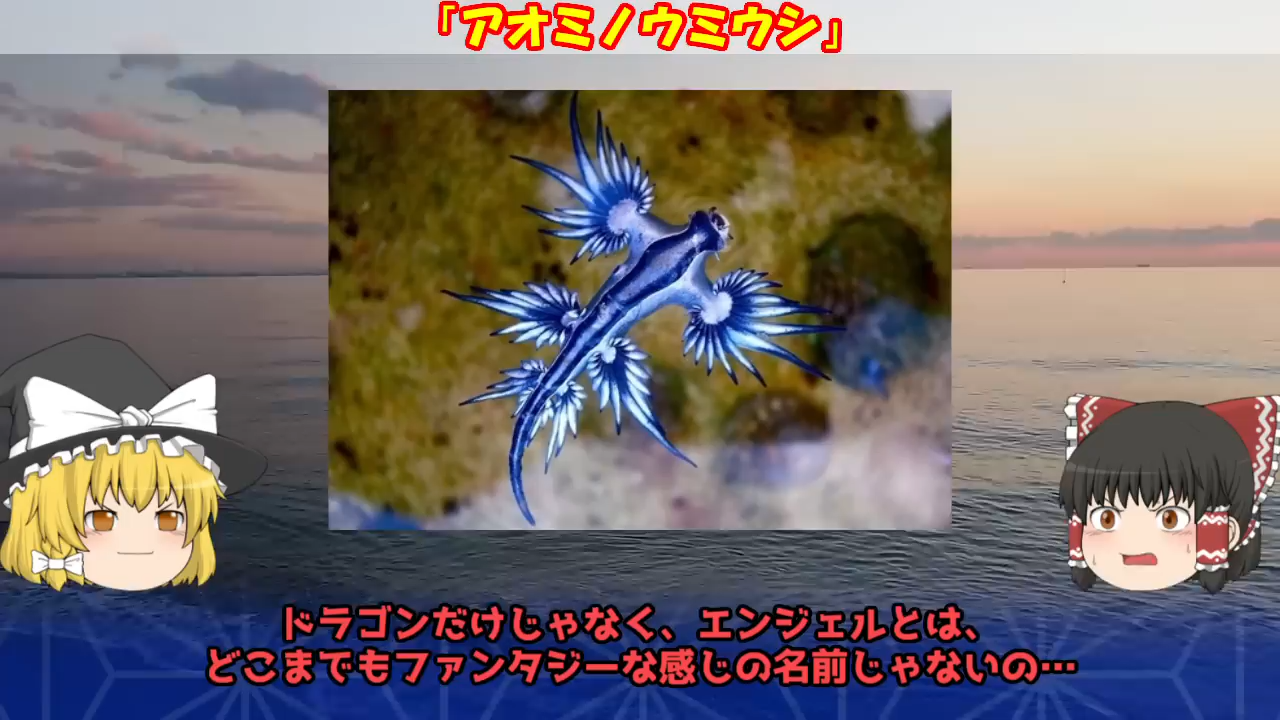 『アオミノウミウシ』
ドラゴンだけじゃなく、エンジェルとは、
どこまでもファンタジーな感じの名前じゃないの…